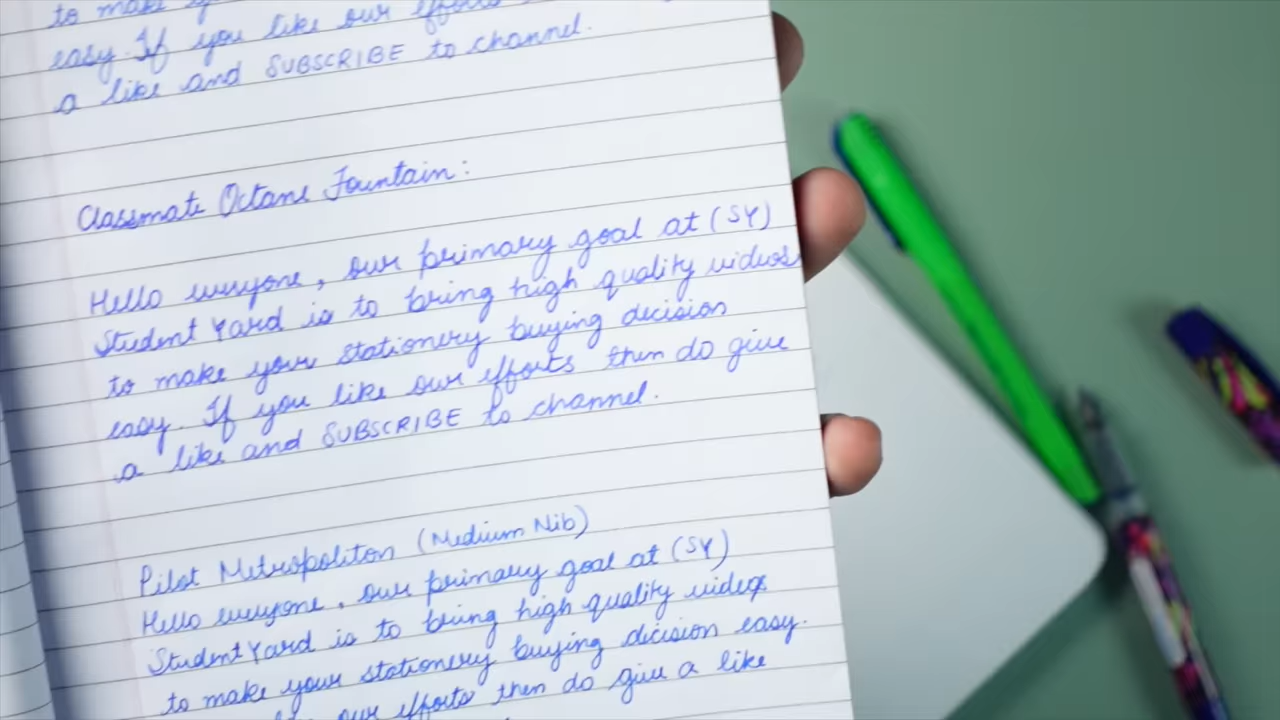 to make
easy. If you like our efforts
a like and SUBSCRIBE to channel.
Classmate Octane Fountain:
Hello everyone, our primary goal at (SY)
Student Yard is to bring high quality videos
to make your stationery buying decision
easy. If you like our efforts then do give
a like and SUBSCRIBE to channel.
Pilot Metropoliton (Medium Nib)
Hello everyone, our primary goal at (SY)
Student Yard is to bring high quality
to make your stationery buying decision easy.
our efforts then do give a like